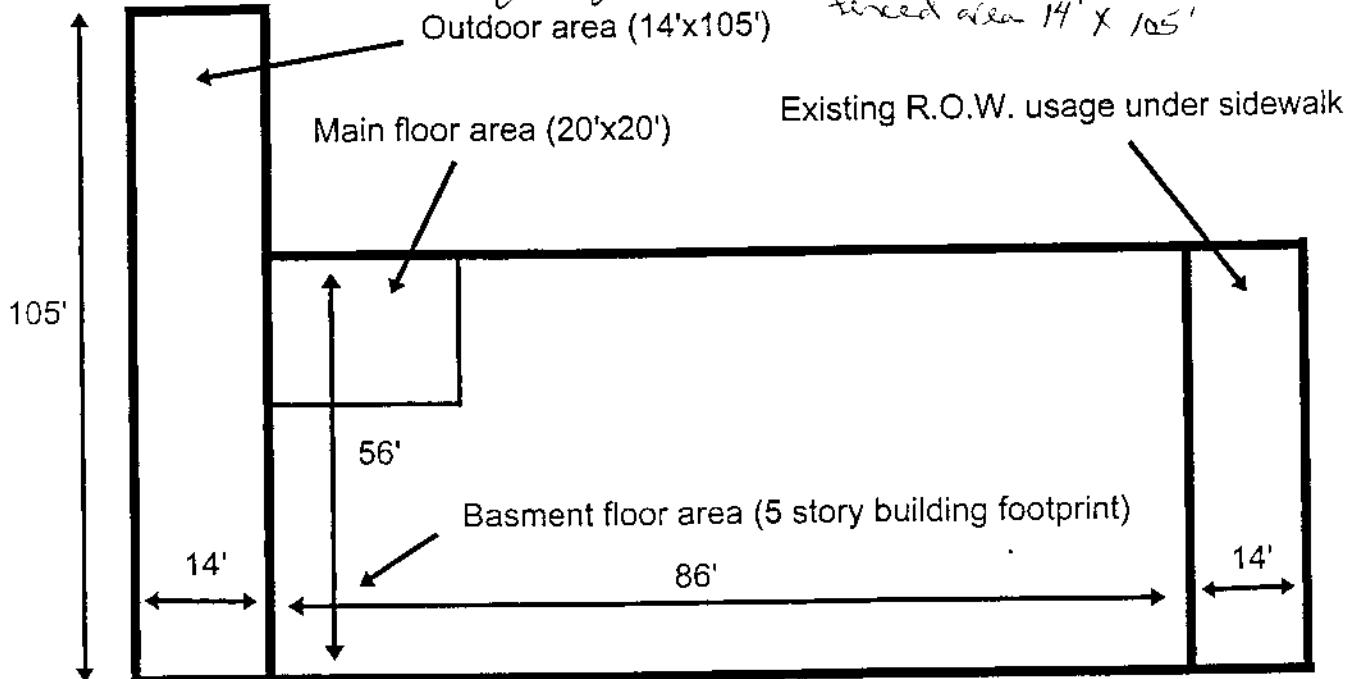 fenced area 14' x 105'
Outdoor area (14'x105')
Existing R.O.W. usage under sidewalk
Main floor area (20'x20')
105'
56'
Basment floor area (5 story building footprint)
14'
86'
14'